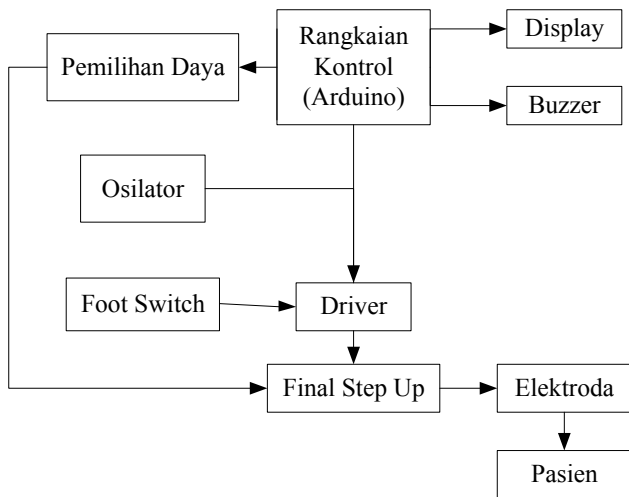 Pemilihan Daya
Rangkaian
Kontrol
(Arduino)
Display
Buzzer
Osilator
Foot Switch
Driver
Final Step Up
Elektroda
Pasien